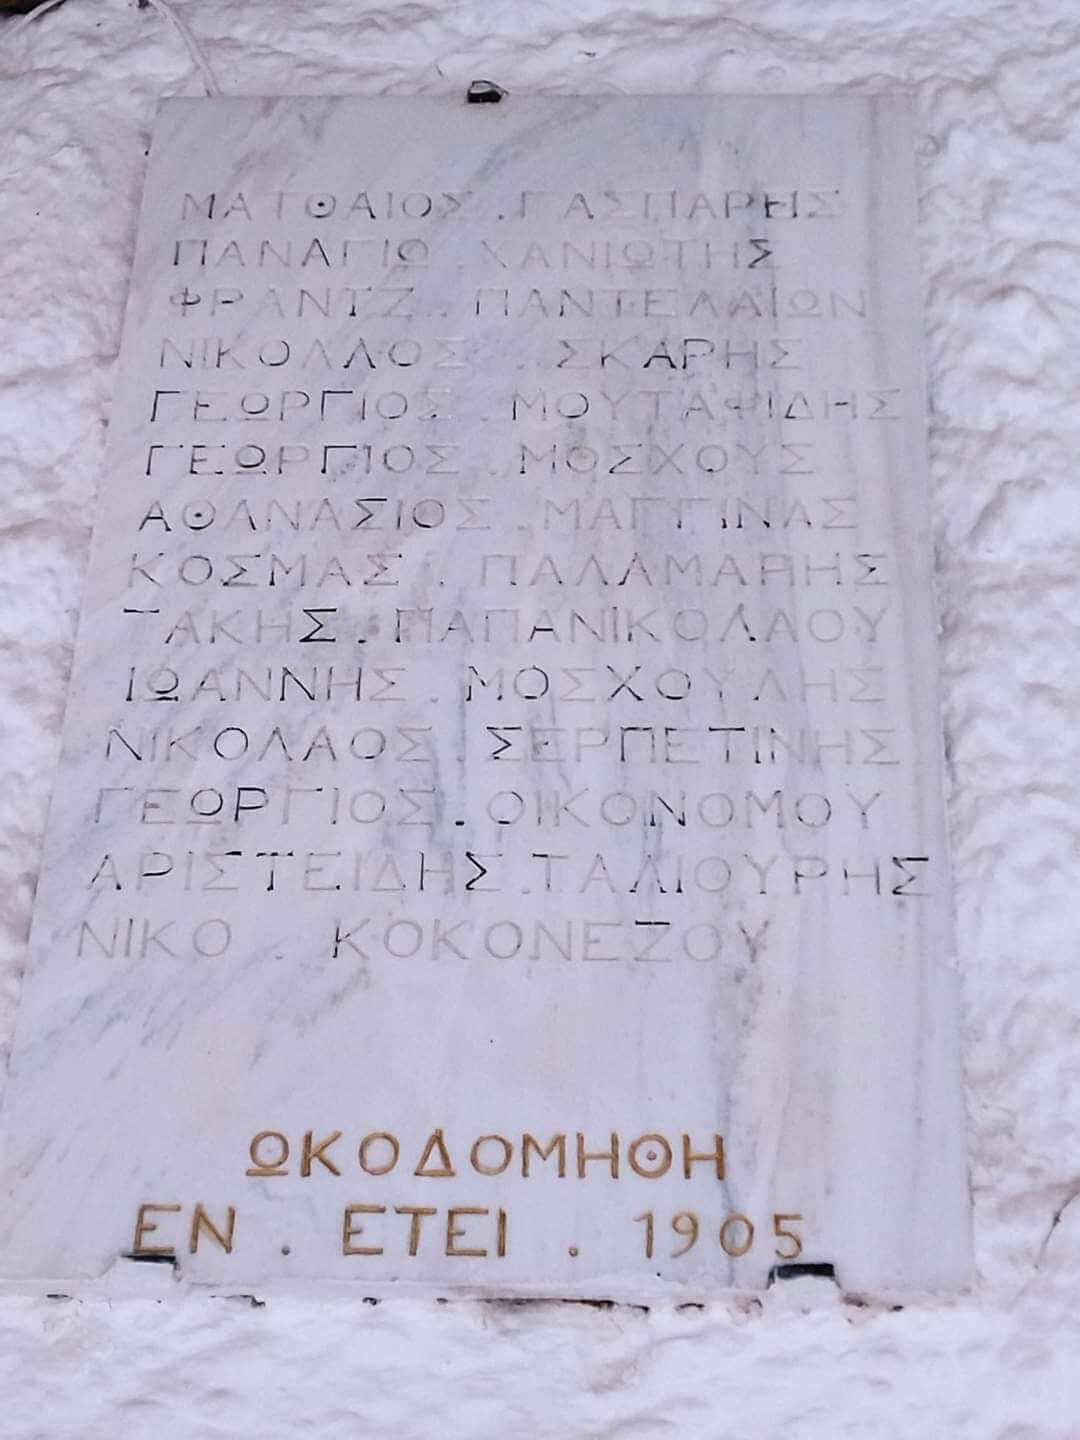 ΜΑΤΘΑΙΟΣ . ΓΑΣΠΑΡΗΣ
ΠΑΝΑΓΙΩ . ΧΑΝΙΩΤΗΣ
ΦΡΑΝΤΖ . ΠΑΝΤΕΛΑΙΩΝ
ΝΙΚΟΛΑΟΣ . ΣΚΑΡΗΣ
ΓΕΩΡΓΙΟΣ . ΜΟΥΤΑΦΙΔΗΣ
ΓΕΩΡΓΙΟΣ . ΜΟΣΧΟΥΣ
ΑΘΑΝΑΣΙΟΣ . ΜΑΓΓΙΝΑΣ
ΚΟΣΜΑΣ . ΠΑΛΑΜΑΡΗΣ
ΤΑΚΗΣ . ΠΑΠΑΝΙΚΟΛΑΟΥ
ΙΩΑΝΝΗΣ . ΜΟΣΧΟΥΛΗΣ
ΝΙΚΟΛΑΟΣ . ΣΕΡΠΕΤΙΝΗΣ
ΓΕΩΡΓΙΟΣ . ΟΙΚΟΝΟΜΟΥ
ΑΡΙΣΤΕΙΔΗΣ . ΤΑΛΙΟΥΡΗΣ
ΝΙΚΟ . ΚΟΚΟΝΕΖΟΥ
ΩΚΟΔΟΜΗΘΗ
ΕΝ . ΕΤΕΙ . 1905